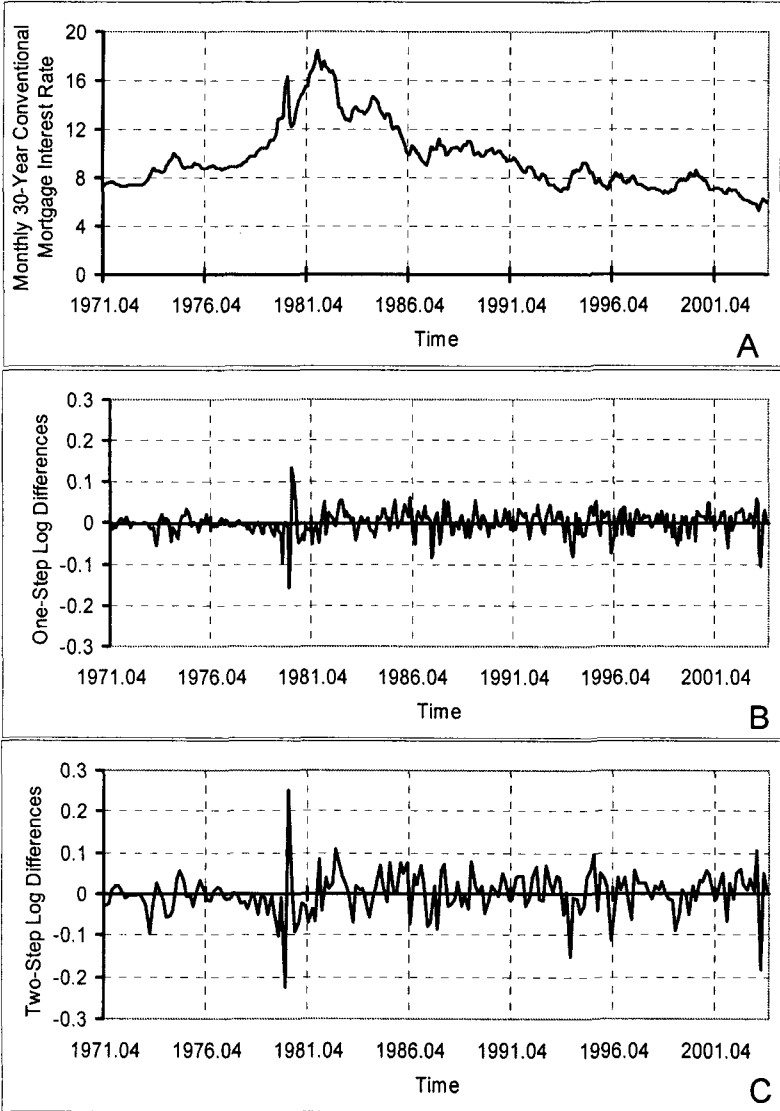 Monthly 30-Year Conventional
Mortgage Interest Rate
20
16
12
8
4
0
1971.04 1976.04 1981.04 1986.04 1991.04 1996.04 2001.04
Time
A
One-Step Log Differences
0.3
0.2
0.1
0
-0.1
-0.2
-0.3
1971.04 1976.04 1981.04 1986.04 1991.04 1996.04 2001.04
Time
B
Two-Step Log Differences
0.3
0.2
0.1
0
-0.1
-0.2
-0.3
1971.04 1976.04 1981.04 1986.04 1991.04 1996.04 2001.04
Time
C